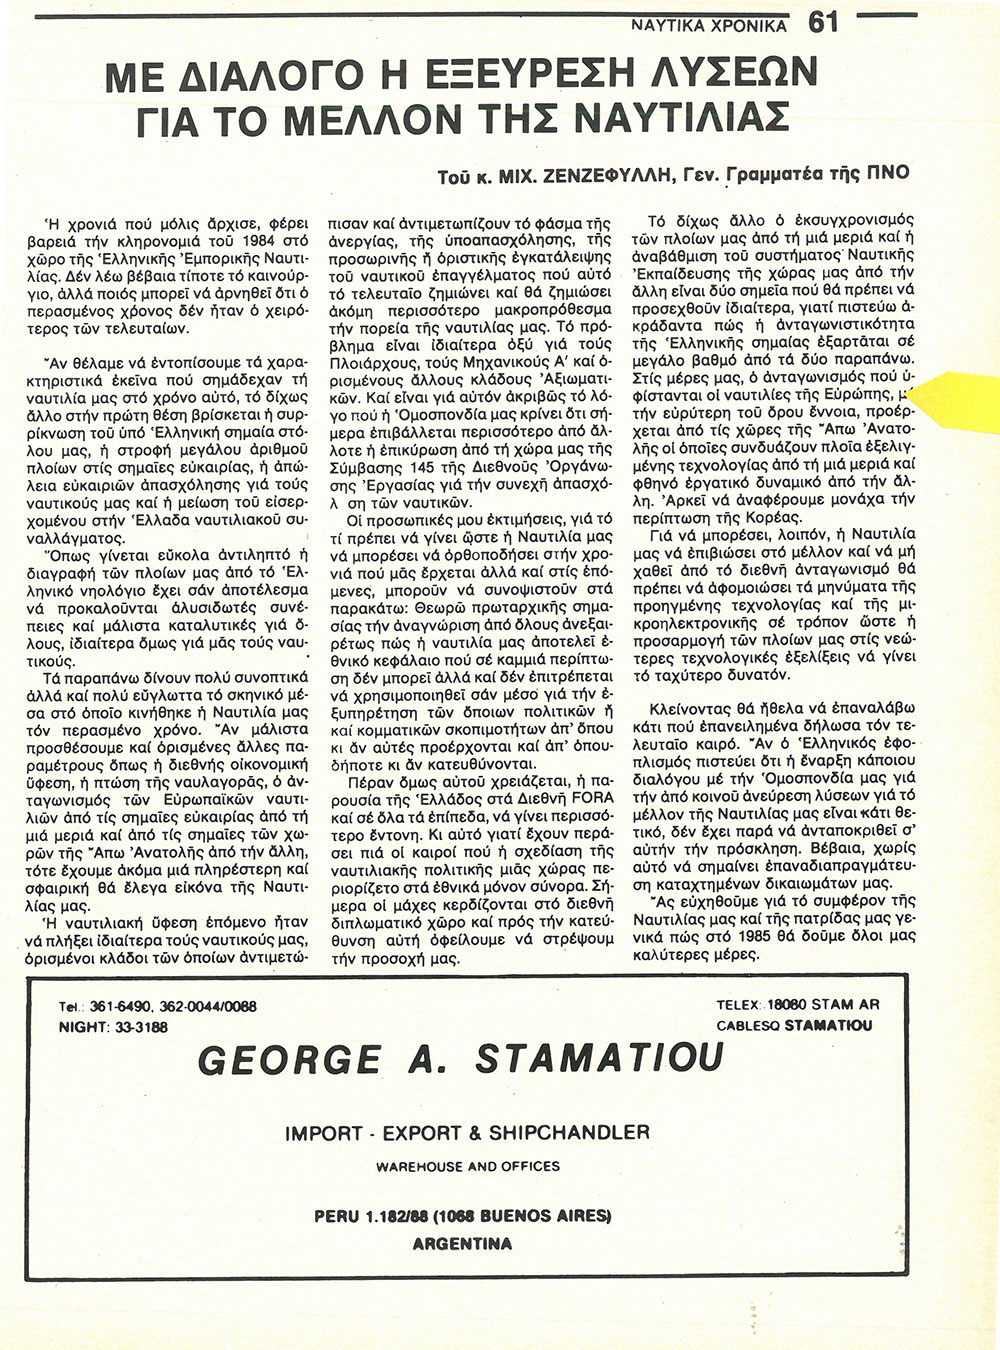 ΝΑΥΤΙΚΑ ΧΡΟΝΙΚΑ 61
ΜΕ ΔΙΑΛΟΓΟ Η ΕΞΕΥΡΕΣΗ ΛΥΣΕΩΝ
ΓΙΑ ΤΟ ΜΕΛΛΟΝ ΤΗΣ ΝΑΥΤΙΛΙΑΣ
Τοῦ κ. ΜΙΧ. ΖΕΝΖΕΦΥΛΛΗ, Γεν. Γραμματέα τῆς ΠΝΟ
Ἡ χρονιά πού μόλις ἄρχισε, φέρει
βαρειά τήν κληρονομιά τοῦ 1984 στό
χῶρο τῆς Ἑλληνικῆς Ἐμπορικῆς Ναυτι-
λίας. Δέν λέω βέβαια τίποτε τό καινούρ-
γιο, ἀλλά ποιός μπορεῖ νά ἀρνηθεῖ ὅτι ὁ
περασμένος χρόνος δέν ἦταν ὁ χειρό-
τερος τῶν τελευταίων.
Ἄν θέλαμε νά ἐντοπίσουμε τά χαρα-
κτηριστικά ἐκεῖνα πού σημάδεχαν τή
ναυτιλία μας στό χρόνο αὐτό, τό δίχως
ἄλλο στήν πρώτη θέση βρίσκεται ἡ συρ-
ρίκνωση τοῦ ὑπό Ἑλληνική σημαία στό-
λου μας, ἡ στροφή μεγάλου ἀριθμοῦ
πλοίων στίς σημαῖες εὐκαιρίας, ἡ ἀπώ-
λεια εὐκαιριῶν ἀπασχόλησης γιά τούς
ναυτικούς μας καί ἡ μείωση τοῦ εἰσερ-
χομένου στήν Ἑλλαδα ναυτιλιακοῦ συ-
ναλλάγματος.
Ὅπως γίνεται εὔκολα ἀντιληπτό ἡ
διαγραφή τῶν πλοίων μας ἀπό τό Ἑλ-
ληνικό νηολόγιο ἔχει σάν ἀποτέλεσμα
νά προκαλοῦνται ἁλυσιδωτές συνέ-
πειες καί μάλιστα καταλυτικές γιά ὅ-
λους, ἰδιαίτερα ὅμως γιά μᾶς τούς ναυ-
τικούς.
Τά παραπάνω δίνουν πολύ συνοπτικά
ἀλλά καί πολύ εὔγλωττα τό σκηνικό μέ-
σα στό ὁποῖο κινήθηκε ἡ Ναυτιλία μας
τόν περασμένο χρόνο. Ἄν μάλιστα
προσθέσουμε καί ὁρισμένες ἄλλες πα-
ραμέτρους ὅπως ἡ διεθνής οἰκονομική
ὕφεση, ἡ πτώση τῆς ναυλαγορᾶς, ὁ ἀν-
ταγωνισμός τῶν Εὐρωπαϊκῶν ναυτι-
λιῶν ἀπό τίς σημαῖες εὐκαιρίας ἀπό τή
μιά μεριά καί ἀπό τίς σημαῖες τῶν χω-
ρῶν τῆς Ἄπω Ἀνατολῆς ἀπό τήν ἄλλη,
τότε ἔχουμε ἀκόμα μιά πληρέστερη καί
σφαιρική θά ἔλεγα εἰκόνα τῆς Ναυτι-
λίας μας.
Ἡ ναυτιλιακή ὕφεση ἑπόμενο ἦταν
νά πλήξει ἰδιαίτερα τούς ναυτικούς μας,
ὁρισμένοι κλάδοι τῶν ὁποίων ἀντιμετώ-
πισαν καί ἀντιμετωπίζουν τό φάσμα τῆς
ἀνεργίας, τῆς ὑποαπασχόλησης, τῆς
προσωρινῆς ἤ ὁριστικῆς ἐγκατάλειψης
τοῦ ναυτικοῦ ἐπαγγέλματος πού αὐτό
τό τελευταῖο ζημιώνει καί θά ζημιώσει
ἀκόμη περισσότερο μακροπρόθεσμα
τήν πορεία τῆς ναυτιλίας μας. Τό πρό-
βλημα εἶναι ἰδιαίτερα ὀξύ γιά τούς
Πλοιάρχους, τούς Μηχανικούς Α' καί ὁ-
ρισμένους ἄλλους κλάδους Ἀξιωματι-
κῶν. Καί εἶναι γιά αὐτόν ἀκριβῶς τό λό-
γο πού ἡ Ὁμοσπονδία μας κρίνει ὅτι σή-
μερα ἐπιβάλλεται περισσότερο ἀπό ἄλ-
λοτε ἡ ἐπικύρωση ἀπό τή χώρα μας τῆς
Σύμβασης 145 τῆς Διεθνοῦς Ὀργάνω-
σης Ἐργασίας γιά τήν συνεχῆ ἀπασχό-
λ ση τῶν ναυτικῶν.
Οἱ προσωπικές μου ἐκτιμήσεις, γιά τό
τί πρέπει νά γίνει ὥστε ἡ Ναυτιλία μας
νά μπορέσει νά ὀρθοποδήσει στήν χρο-
νιά πού μᾶς ἔρχεται ἀλλά καί στίς ἑπό-
μενες, μποροῦν νά συνοψιστοῦν στά
παρακάτω: Θεωρῶ πρωταρχικῆς σημα-
σίας τήν ἀναγνώριση ἀπό ὅλους ἀνεξαι-
ρέτως πώς ἡ ναυτιλία μας ἀποτελεῖ ἐ-
θνικό κεφάλαιο πού σέ καμμιά περίπτω-
ση δέν μπορεῖ ἀλλά καί δέν ἐπιτρέπεται
νά χρησιμοποιηθεῖ σάν μέσο γιά τήν ἐ-
ξυπηρέτηση τῶν ὅποιων πολιτικῶν ἤ
καί κομματικῶν σκοπιμοτήτων ἀπ' ὅπου
κι ἄν αὐτές προέρχονται καί ἀπ' ὁπου-
δήποτε κι ἄν κατευθύνονται.
Πέραν ὅμως αὐτοῦ χρειάζεται, ἡ πα-
ρουσία τῆς Ἑλλάδος στά Διεθνῆ FORA
καί σέ ὅλα τά ἐπίπεδα, νά γίνει περισσό-
τερο ἔντονη. Κι αὐτό γιατί ἔχουν περά-
σει πιά οἱ καιροί πού ἡ σχεδίαση τῆς
ναυτιλιακῆς πολιτικῆς μιᾶς χώρας πε-
ριορίζετο στά ἐθνικά μόνον σύνορα. Σή-
μερα οἱ μάχες κερδίζονται στό διεθνῆ
διπλωματικό χῶρο καί πρός τήν κατεύ-
θυνση αὐτή ὀφείλουμε νά στρέψουμ
τήν προσοχή μας.
Τό δίχως ἄλλο ὁ ἐκσυγχρονισμός
τῶν πλοίων μας ἀπό τή μιά μεριά καί ἡ
ἀναβάθμιση τοῦ συστήματος Ναυτικῆς
Ἐκπαίδευσης τῆς χώρας μας ἀπό τήν
ἄλλη εἶναι δύο σημεῖα πού θά πρέπει νά
προσεχθοῦν ἰδιαίτερα, γιατί πιστεύω ἀ-
κράδαντα πώς ἡ ἀνταγωνιστικότητα
τῆς Ἑλληνικῆς σημαίας ἐξαρτᾶται σέ
μεγάλο βαθμό ἀπό τά δύο παραπάνω.
Στίς μέρες μας, ὁ ἀνταγωνισμός πού ὑ-
φίστανται οἱ ναυτιλίες τῆς Εὐρώπης,
τήν εὐρύτερη τοῦ ὅρου ἔννοια, προέρ-
χεται ἀπό τίς χῶρες τῆς Ἄπω Ἀνατο-
λῆς οἱ ὁποῖες συνδυάζουν πλοῖα ἐξελιγ-
μένης τεχνολογίας ἀπό τή μιά μεριά καί
φθηνό ἐργατικό δυναμικό ἀπό τήν ἄλ-
λη. Ἀρκεῖ νά ἀναφέρουμε μονάχα τήν
περίπτωση τῆς Κορέας.
Γιά νά μπορέσει, λοιπόν, ἡ Ναυτιλία
μας νά ἐπιβιώσει στό μέλλον καί νά μή
χαθεῖ ἀπό τό διεθνῆ ἀνταγωνισμό θά
πρέπει νά ἀφομοιώσει τά μηνύματα τῆς
προηγμένης τεχνολογίας καί τῆς μι-
κροηλεκτρονικῆς σέ τρόπον ὥστε ἡ
προσαρμογή τῶν πλοίων μας στίς νεώ-
τερες τεχνολογικές ἐξελίξεις νά γίνει
τό ταχύτερο δυνατόν.
Κλείνοντας θά ἤθελα νά ἐπαναλάβω
κάτι πού ἐπανειλημένα δήλωσα τόν τε-
λευταῖο καιρό. Ἄν ὁ Ἑλληνικός ἐφο-
πλισμός πιστεύει ὅτι ἡ ἔναρξη κάποιου
διαλόγου μέ τήν Ὁμοσπονδία μας γιά
τήν ἀπό κοινοῦ ἀνεύρεση λύσεων γιά τό
μέλλον τῆς Ναυτιλίας μας εἶναι κάτι θε-
τικό, δέν ἔχει παρά νά ἀνταποκριθεῖ σ'
αὐτήν τήν πρόσκληση. Βέβαια, χωρίς
αὐτό νά σημαίνει ἐπαναδιαπραγμάτευ-
ση καταχτημένων δικαιωμάτων μας.
Ἄς εὐχηθοῦμε γιά τό συμφέρον τῆς
Ναυτιλίας μας καί τῆς πατρίδας μας γε-
νικά πώς στό 1985 θά δοῦμε ὅλοι μας
καλύτερες μέρες.
Tel.: 361-6490, 362-0044/0088
NIGHT: 33-3188
TELEX: 18080 STAM AR
CABLESQ STAMATIOU
GEORGE A. STAMATIOU
IMPORT - EXPORT & SHIPCHANDLER
WAREHOUSE AND OFFICES
PERU 1.182/88 (1068 BUENOS AIRES)
ARGENTINA